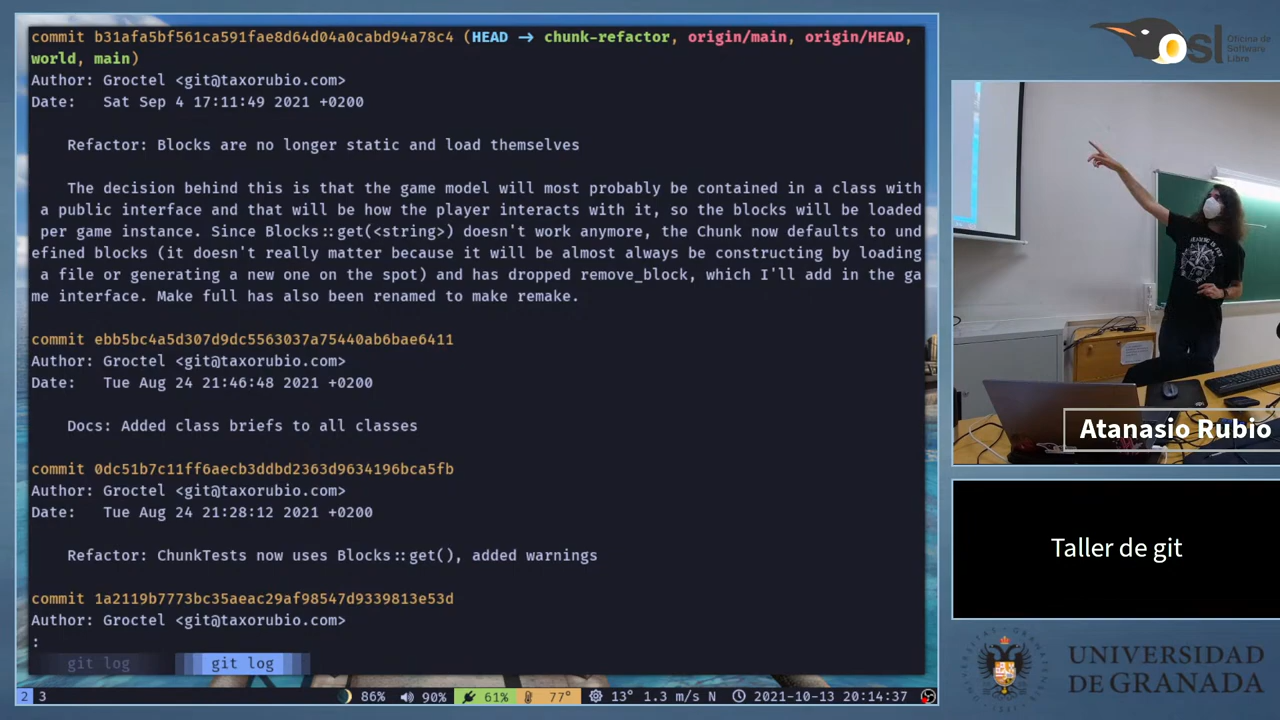 commit b31afa5bf561ca591fae8d64d04a0cabd94a78c4 (HEAD → chunk-refactor, origin/main, origin/HEAD,
world, main)
Author: Groctel <git@taxorubio.com>
Date:   Sat Sep 4 17:11:49 2021 +0200
Refactor: Blocks are no longer static and load themselves
The decision behind this is that the game model will most probably be contained in a class with
a public interface and that will be how the player interacts with it, so the blocks will be loaded
per game instance. Since Blocks::get(<string>) doesn't work anymore, the Chunk now defaults to und
efined blocks (it doesn't really matter because it will be almost always be constructing by loading
a file or generating a new one on the spot) and has dropped remove_block, which I'll add in the ga
me interface. Make full has also been renamed to make remake.
commit ebb5bc4a5d307d9dc5563037a75440ab6bae6411
Author: Groctel <git@taxorubio.com>
Date:   Tue Aug 24 21:46:48 2021 +0200
Docs: Added class briefs to all classes
commit 0dc51b7c11ff6aecb3ddbd2363d9634196bca5fb
Author: Groctel <git@taxorubio.com>
Date:   Tue Aug 24 21:28:12 2021 +0200
Refactor: ChunkTests now uses Blocks::get(), added warnings
commit 1a2119b7773bc35aeac29af98547d9339813e53d
Author: Groctel <git@taxorubio.com>
:
git log git log
2 3 86% 90% 61% 77° 13° 1.3 m/s N 2021-10-13 20:14:37
osl Oficina de
Software
Libre
Atanasio Rubio
Taller de git
UNIVERSIDAD
DE GRANADA